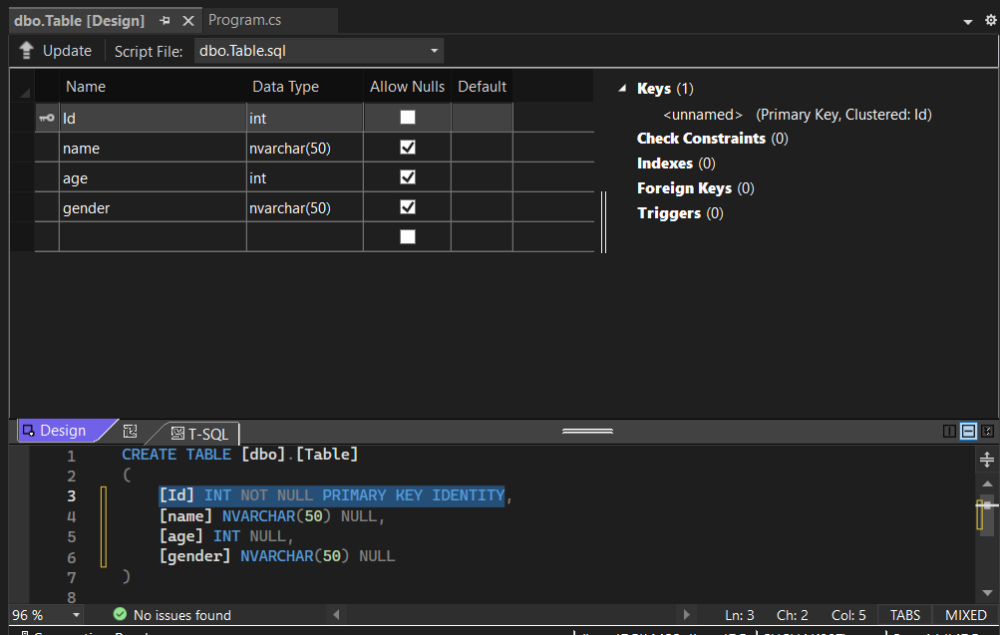 dbo.Table [Design] Program.cs
Update Script File: dbo.Table.sql
Name Data Type Allow Nulls Default
Id int
name nvarchar(50)
age int
gender nvarchar(50)
Keys (1)
<unnamed> (Primary Key, Clustered: Id)
Check Constraints (0)
Indexes (0)
Foreign Keys (0)
Triggers (0)
Design T-SQL
1 CREATE TABLE [dbo].[Table]
2 (
3 [Id] INT NOT NULL PRIMARY KEY IDENTITY,
4 [name] NVARCHAR(50) NULL,
5 [age] INT NULL,
6 [gender] NVARCHAR(50) NULL
7 )
8
96 % No issues found Ln: 3 Ch: 2 Col: 5 TABS MIXED